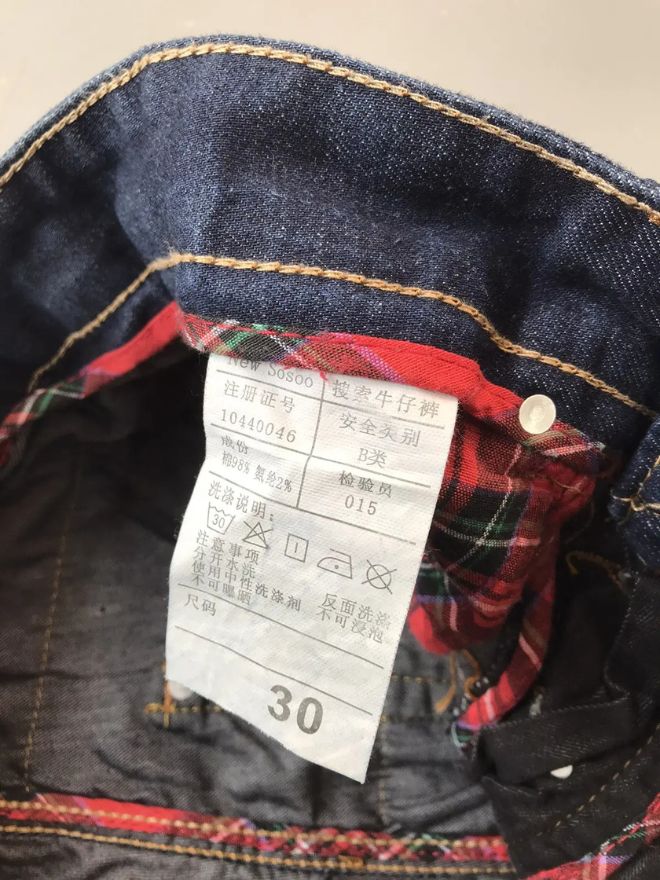 New Sosoo 搜索牛仔裤
注册证号 安全类别
10440046 B类
成份 检验员
棉98% 氨纶2% 015
洗涤说明:
30
注意事项
分开水洗
使用中性洗涤剂 反面洗涤
不可曝晒 不可浸泡
尺码
30